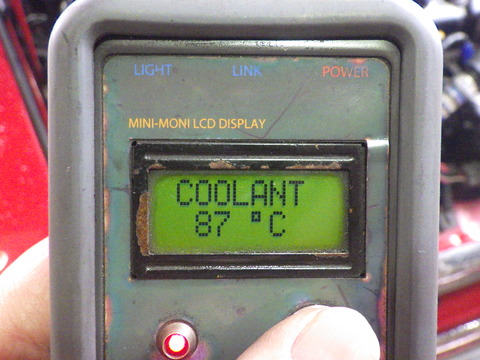 LIGHT LINK POWER
MINI-MONI LCD DISPLAY
COOLANT
87 °C